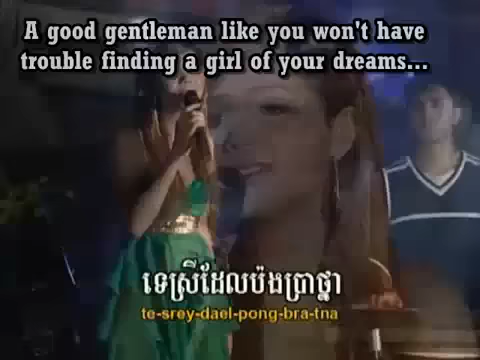 A good gentleman like you won't have
trouble finding a girl of your dreams...
ទេស្រីដែលប៉ងប្រាថ្នា
te-srey-dael-pong-bra-tna